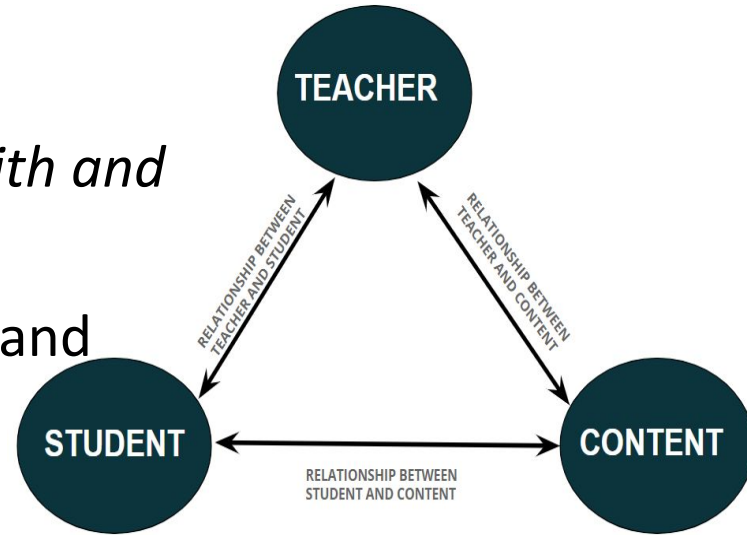 TEACHER
ith and
RELATIONSHIP BETWEEN
TEACHER AND STUDENT
RELATIONSHIP BETWEEN
TEACHER AND CONTENT
and
STUDENT
CONTENT
RELATIONSHIP BETWEEN
STUDENT AND CONTENT